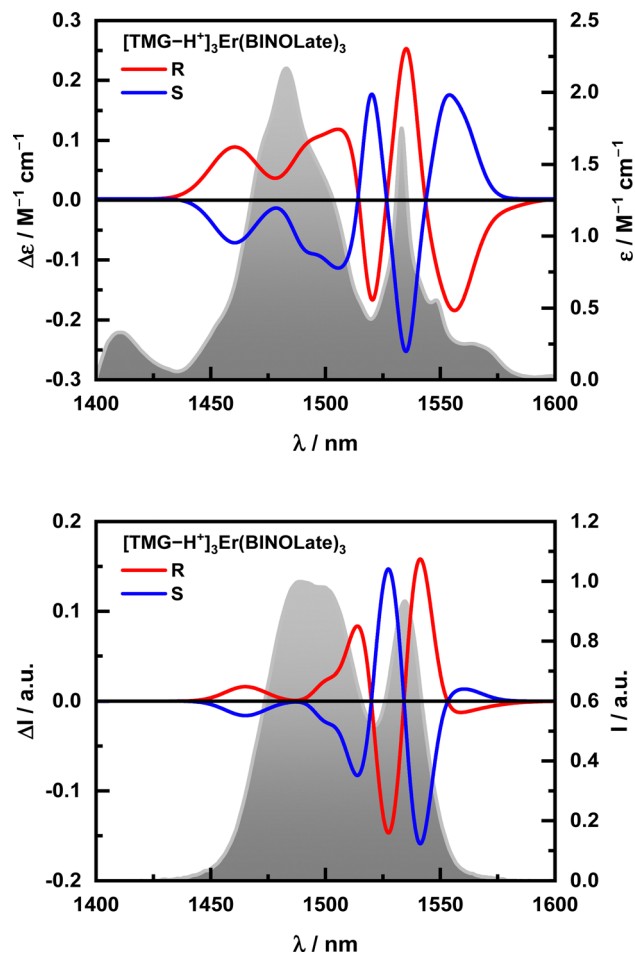 [TMG−H⁺]₃Er(BINOLate)₃
R
S
0.3
0.2
0.1
0.0
-0.1
-0.2
-0.3
Δε / M⁻¹ cm⁻¹
2.5
2.0
1.5
1.0
0.5
0.0
ε / M⁻¹ cm⁻¹
1400 1450 1500 1550 1600
λ / nm
[TMG−H⁺]₃Er(BINOLate)₃
R
S
0.2
0.1
0.0
-0.1
-0.2
ΔI / a.u.
1.2
1.0
0.8
0.6
0.4
0.2
0.0
I / a.u.
1400 1450 1500 1550 1600
λ / nm